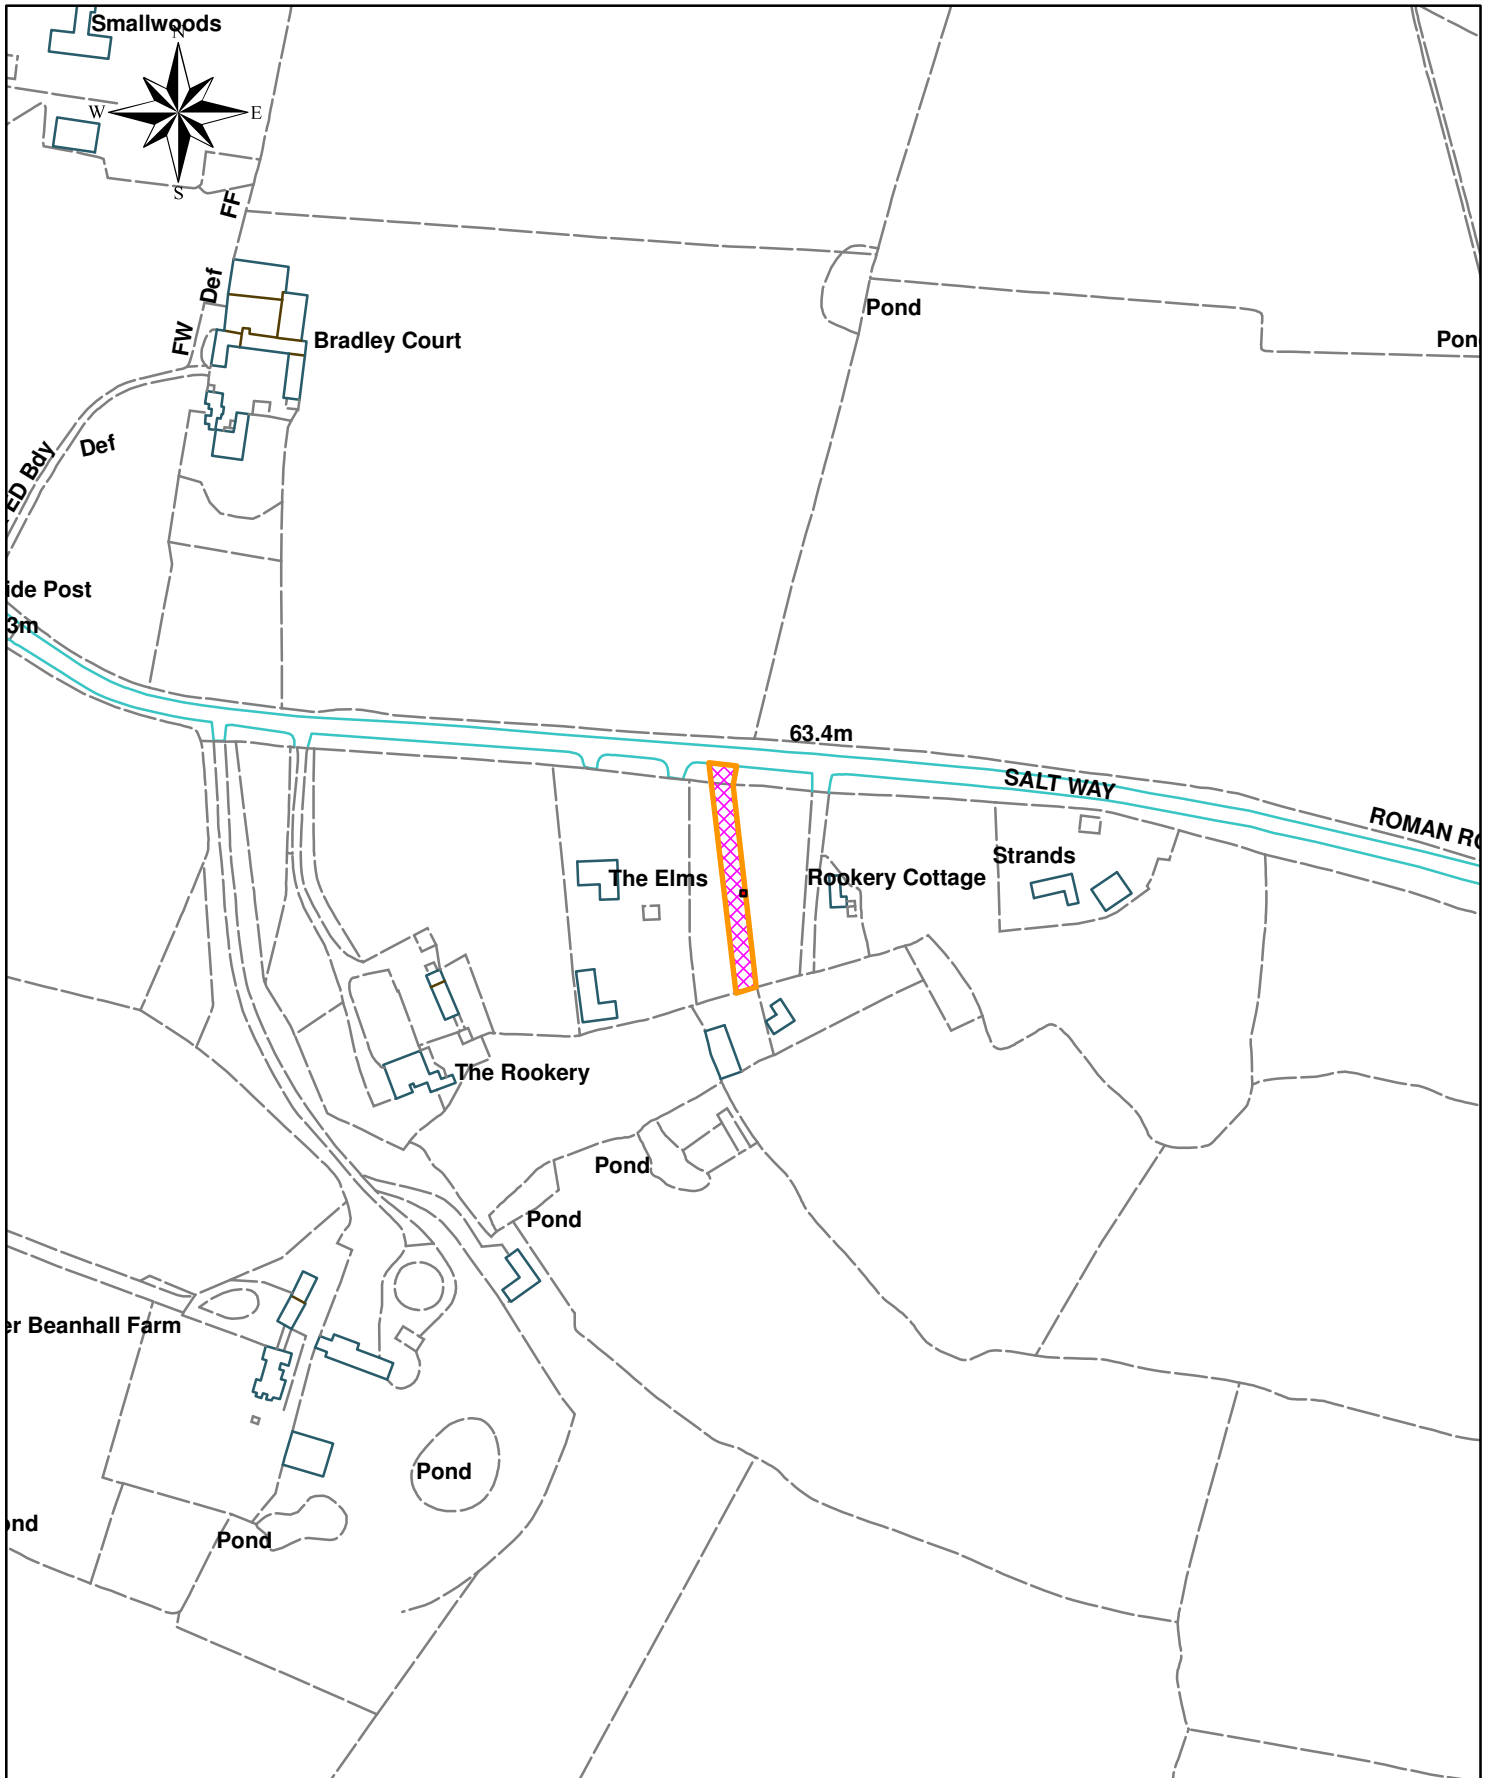 Smallwoods
N
W
E
S
FF
Def
FW
Bradley Court
Pond
Pon
Def
ED Bdy
ide Post
3m
63.4m
SALT WAY
ROMAN RO
The Elms
Rookery Cottage
Strands
The Rookery
Pond
Pond
er Beanhall Farm
Pond
ond
Pond